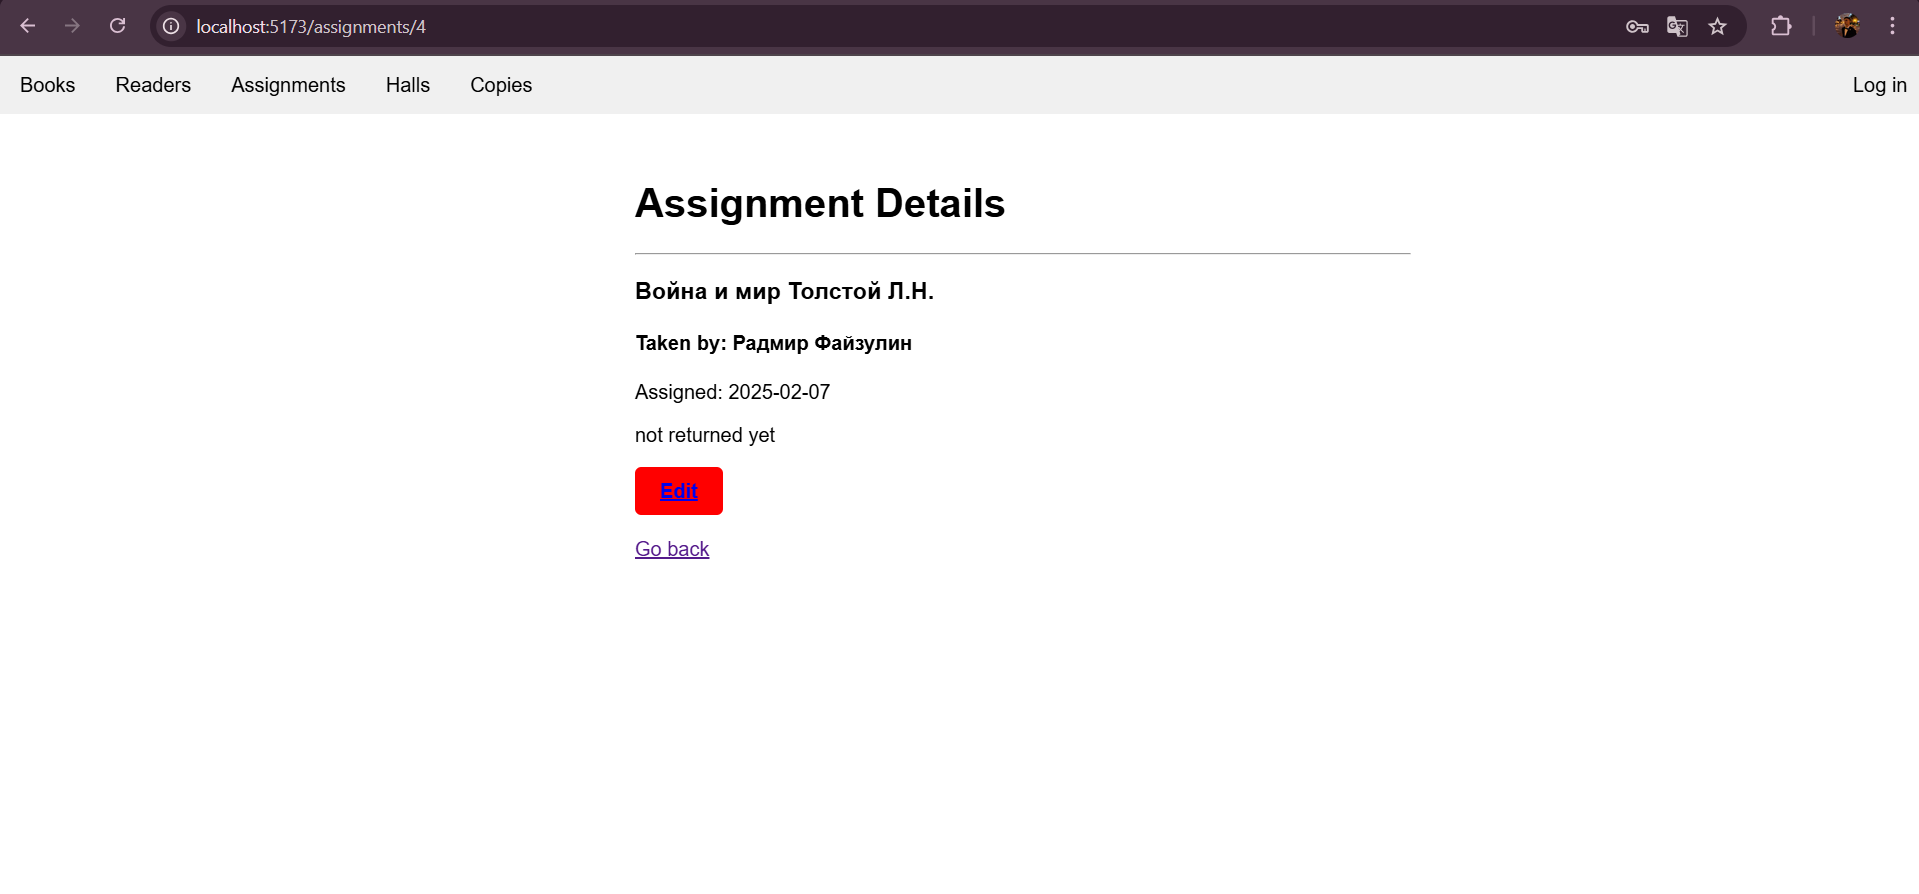 localhost:5173/assignments/4
Books Readers Assignments Halls Copies Log in
Assignment Details
Война и мир Толстой Л.Н.
Taken by: Радмир Файзулин
Assigned: 2025-02-07
not returned yet
Edit
Go back